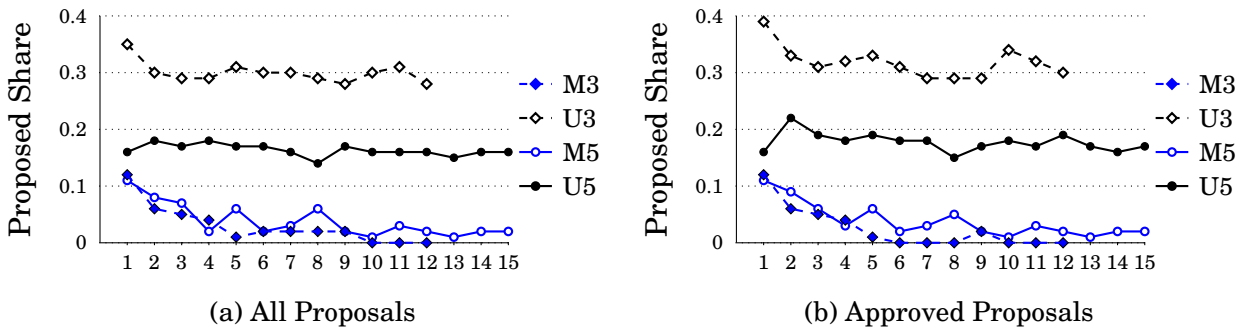 Proposed Share
0.4
0.3
0.2
0.1
0
1 2 3 4 5 6 7 8 9 10 11 12 13 14 15
M3
U3
M5
U5
(a) All Proposals
Proposed Share
0.4
0.3
0.2
0.1
0
1 2 3 4 5 6 7 8 9 10 11 12 13 14 15
M3
U3
M5
U5
(b) Approved Proposals